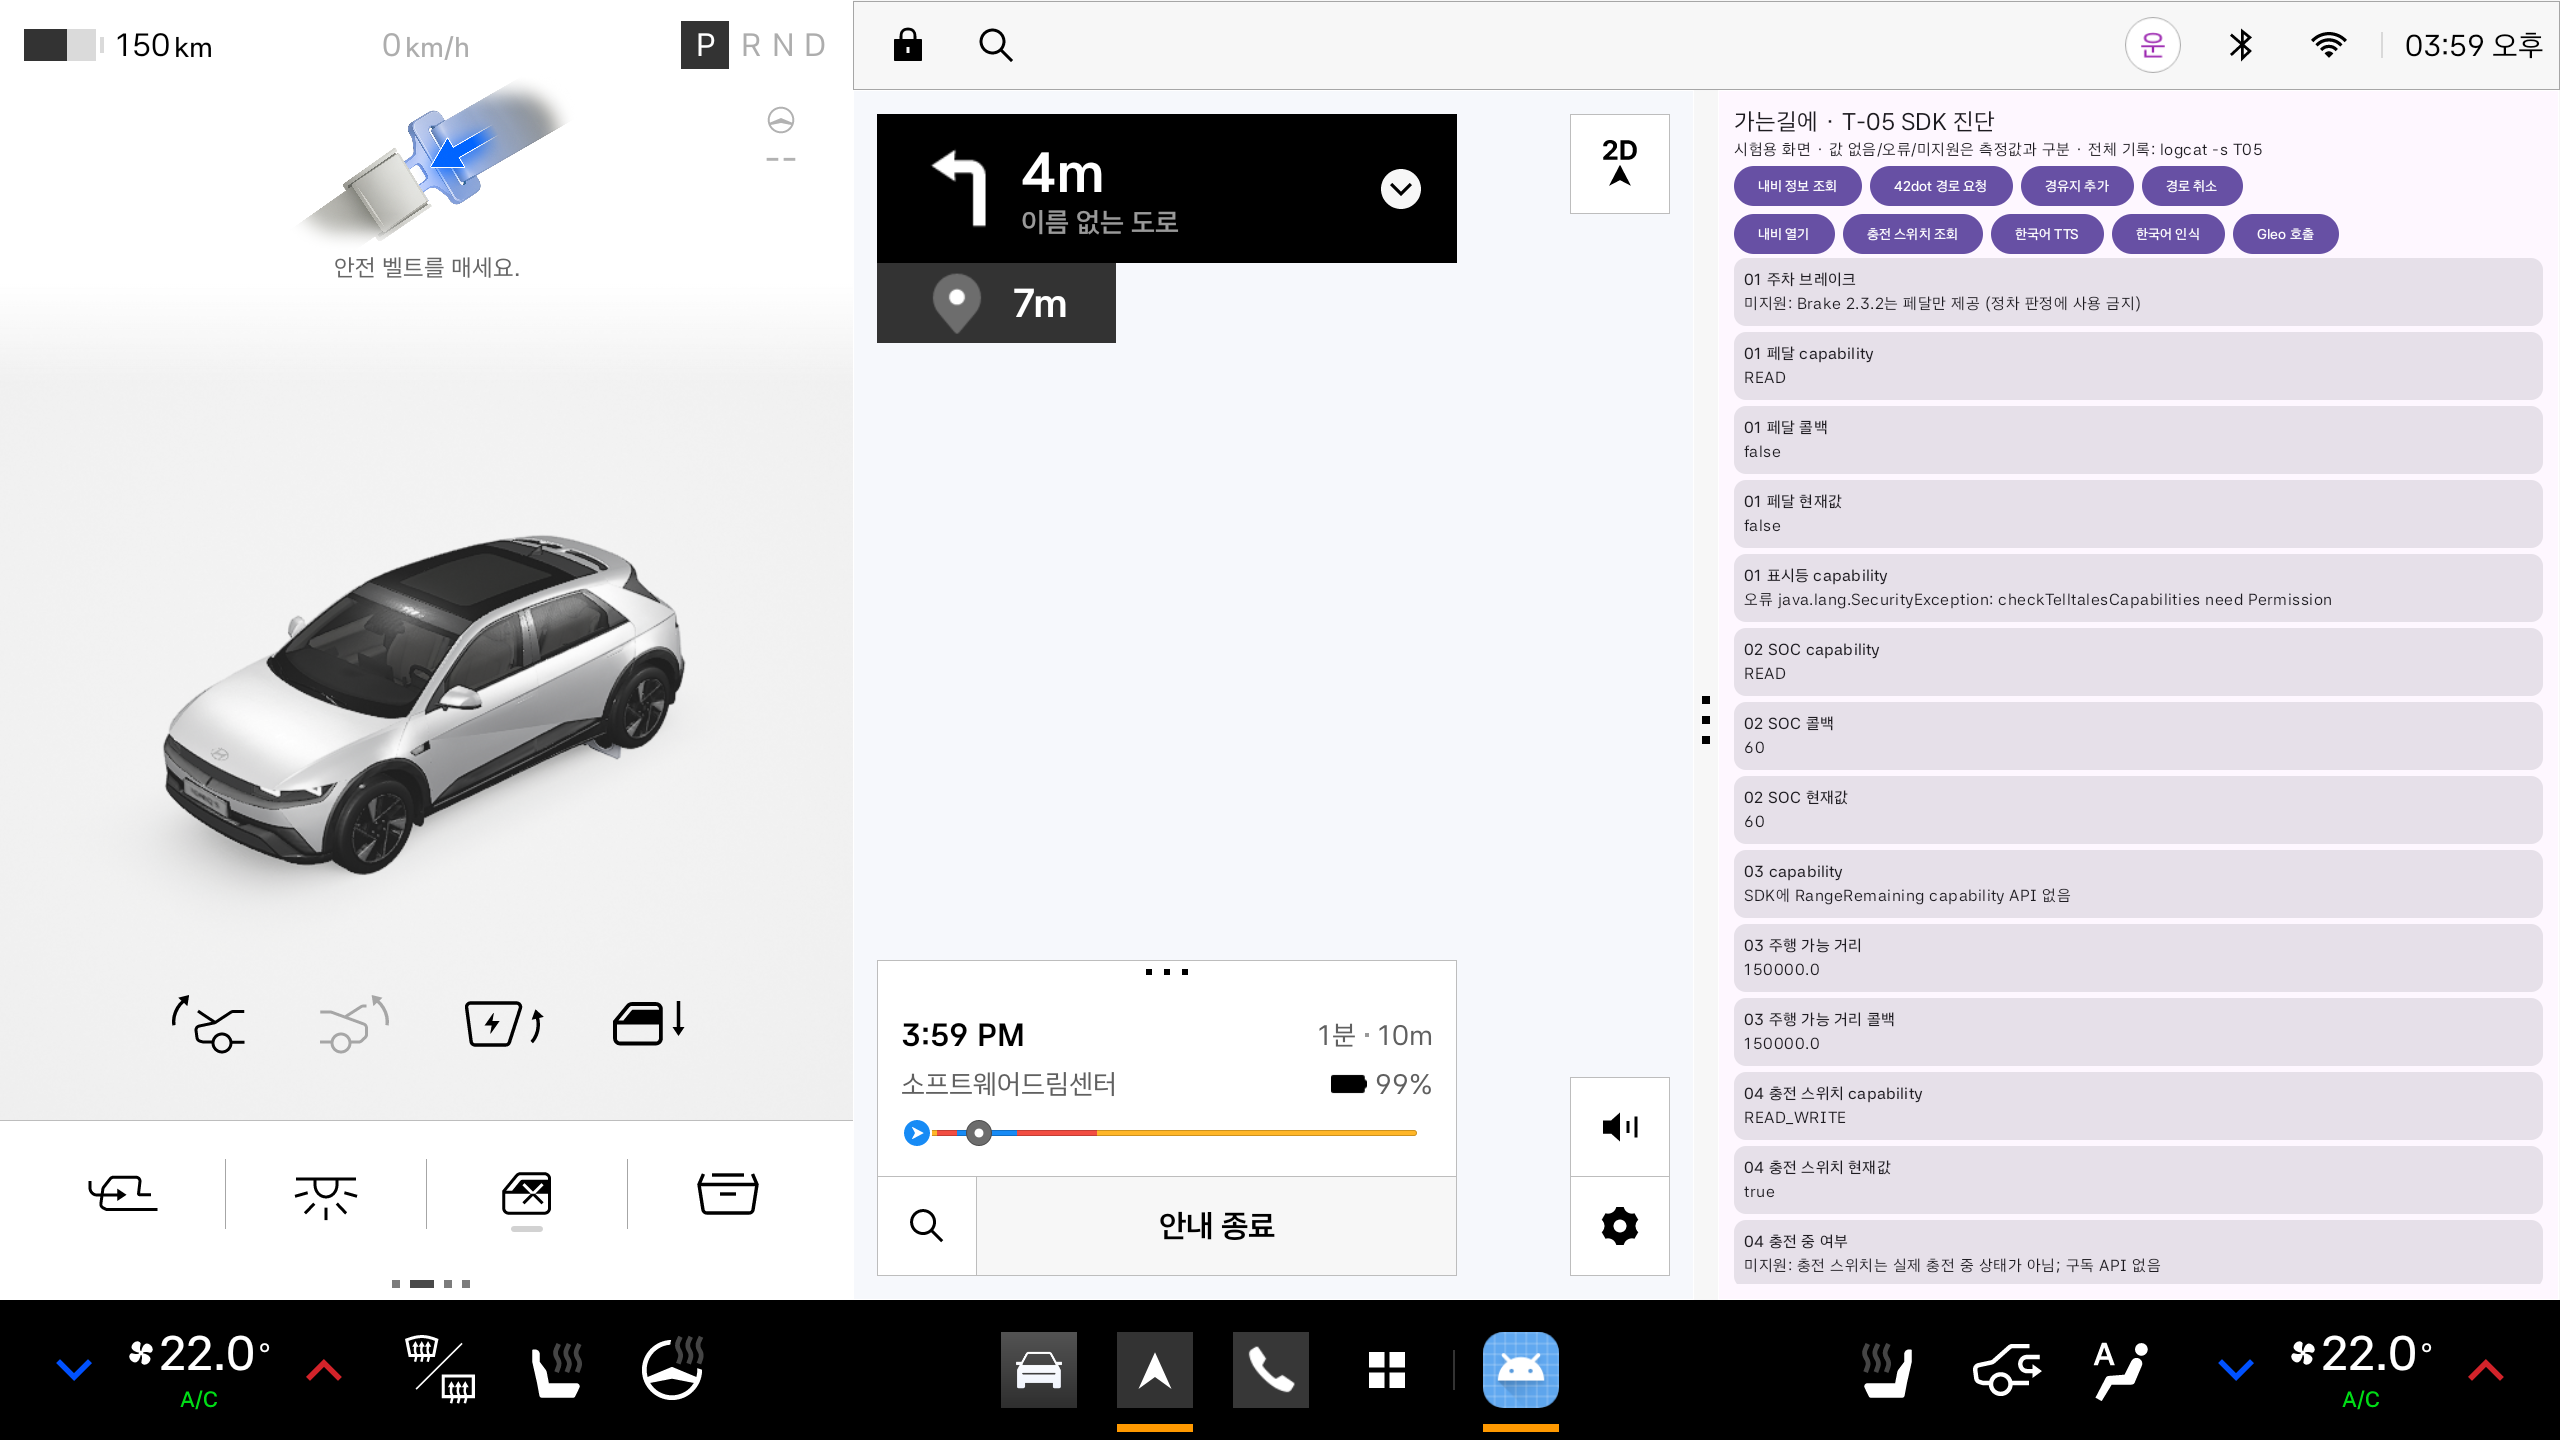 150 km
0 km/h
P R N D
안전 벨트를 매세요.
운
03:59 오후
4m
이름 없는 도로
7m
2D
3:59 PM
1분 · 10m
소프트웨어드림센터
99%
안내 종료
가는길에 · T-05 SDK 진단
시험용 화면 · 값 없음/오류/미지원은 측정값과 구분 · 전체 기록: logcat -s T05
내비 정보 조회
42dot 경로 요청
경유지 추가
경로 취소
내비 열기
충전 스위치 조회
한국어 TTS
한국어 인식
Gleo 호출
01 주차 브레이크
미지원: Brake 2.3.2는 페달만 제공 (정차 판정에 사용 금지)
01 페달 capability
READ
01 페달 콜백
false
01 페달 현재값
false
01 표시등 capability
오류 java.lang.SecurityException: checkTelltalesCapabilities need Permission
02 SOC capability
READ
02 SOC 콜백
60
02 SOC 현재값
60
03 capability
SDK에 RangeRemaining capability API 없음
03 주행 가능 거리
150000.0
03 주행 가능 거리 콜백
150000.0
04 충전 스위치 capability
READ_WRITE
04 충전 스위치 현재값
true
04 충전 중 여부
미지원: 충전 스위치는 실제 충전 중 상태가 아님; 구독 API 없음
22.0°
A/C
A
22.0°
A/C